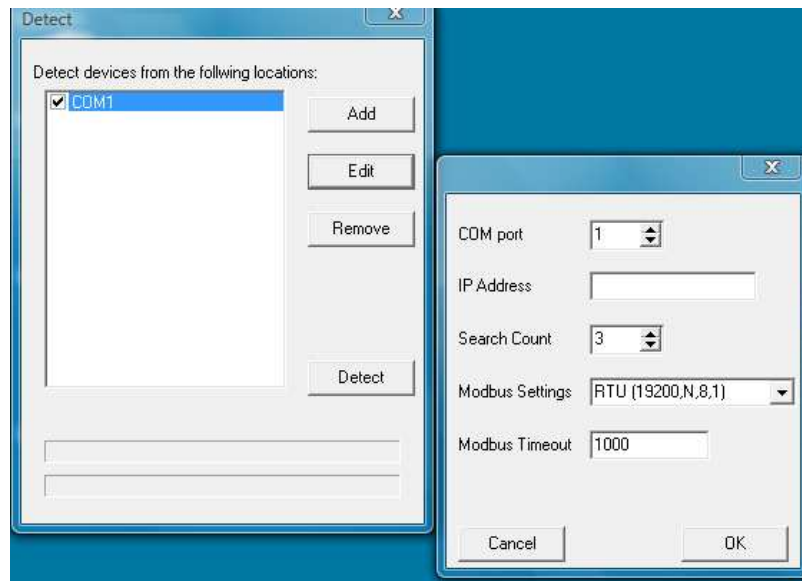 Detect
Detect devices from the follwing locations:
COM1
Add
Edit
Remove
Detect
COM port 1
IP Address
Search Count 3
Modbus Settings RTU (19200,N,8,1)
Modbus Timeout 1000
Cancel OK